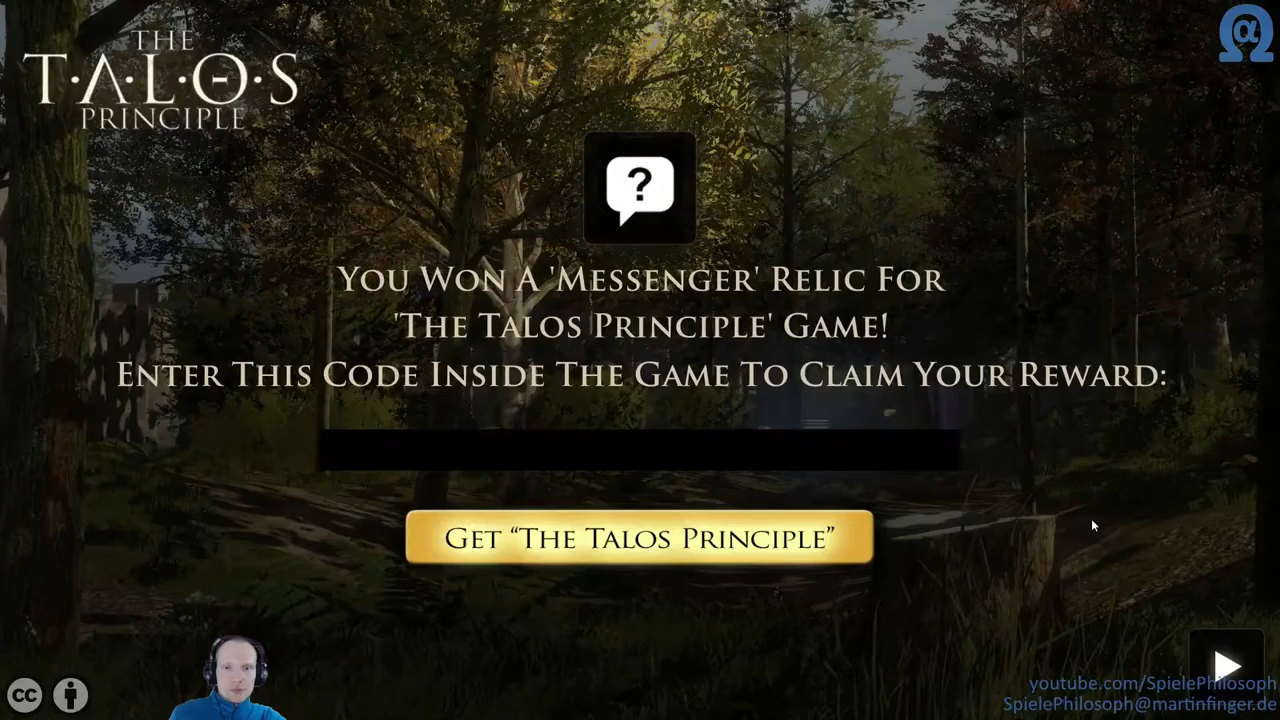 THE
T·A·L·O·S
PRINCIPLE
@
?
YOU WON A 'MESSENGER' RELIC FOR
'THE TALOS PRINCIPLE' GAME!
ENTER THIS CODE INSIDE THE GAME TO CLAIM YOUR REWARD:
GET “THE TALOS PRINCIPLE”
cc
youtube.com/SpielePhilosoph
SpielePhilosoph@martinfinger.de